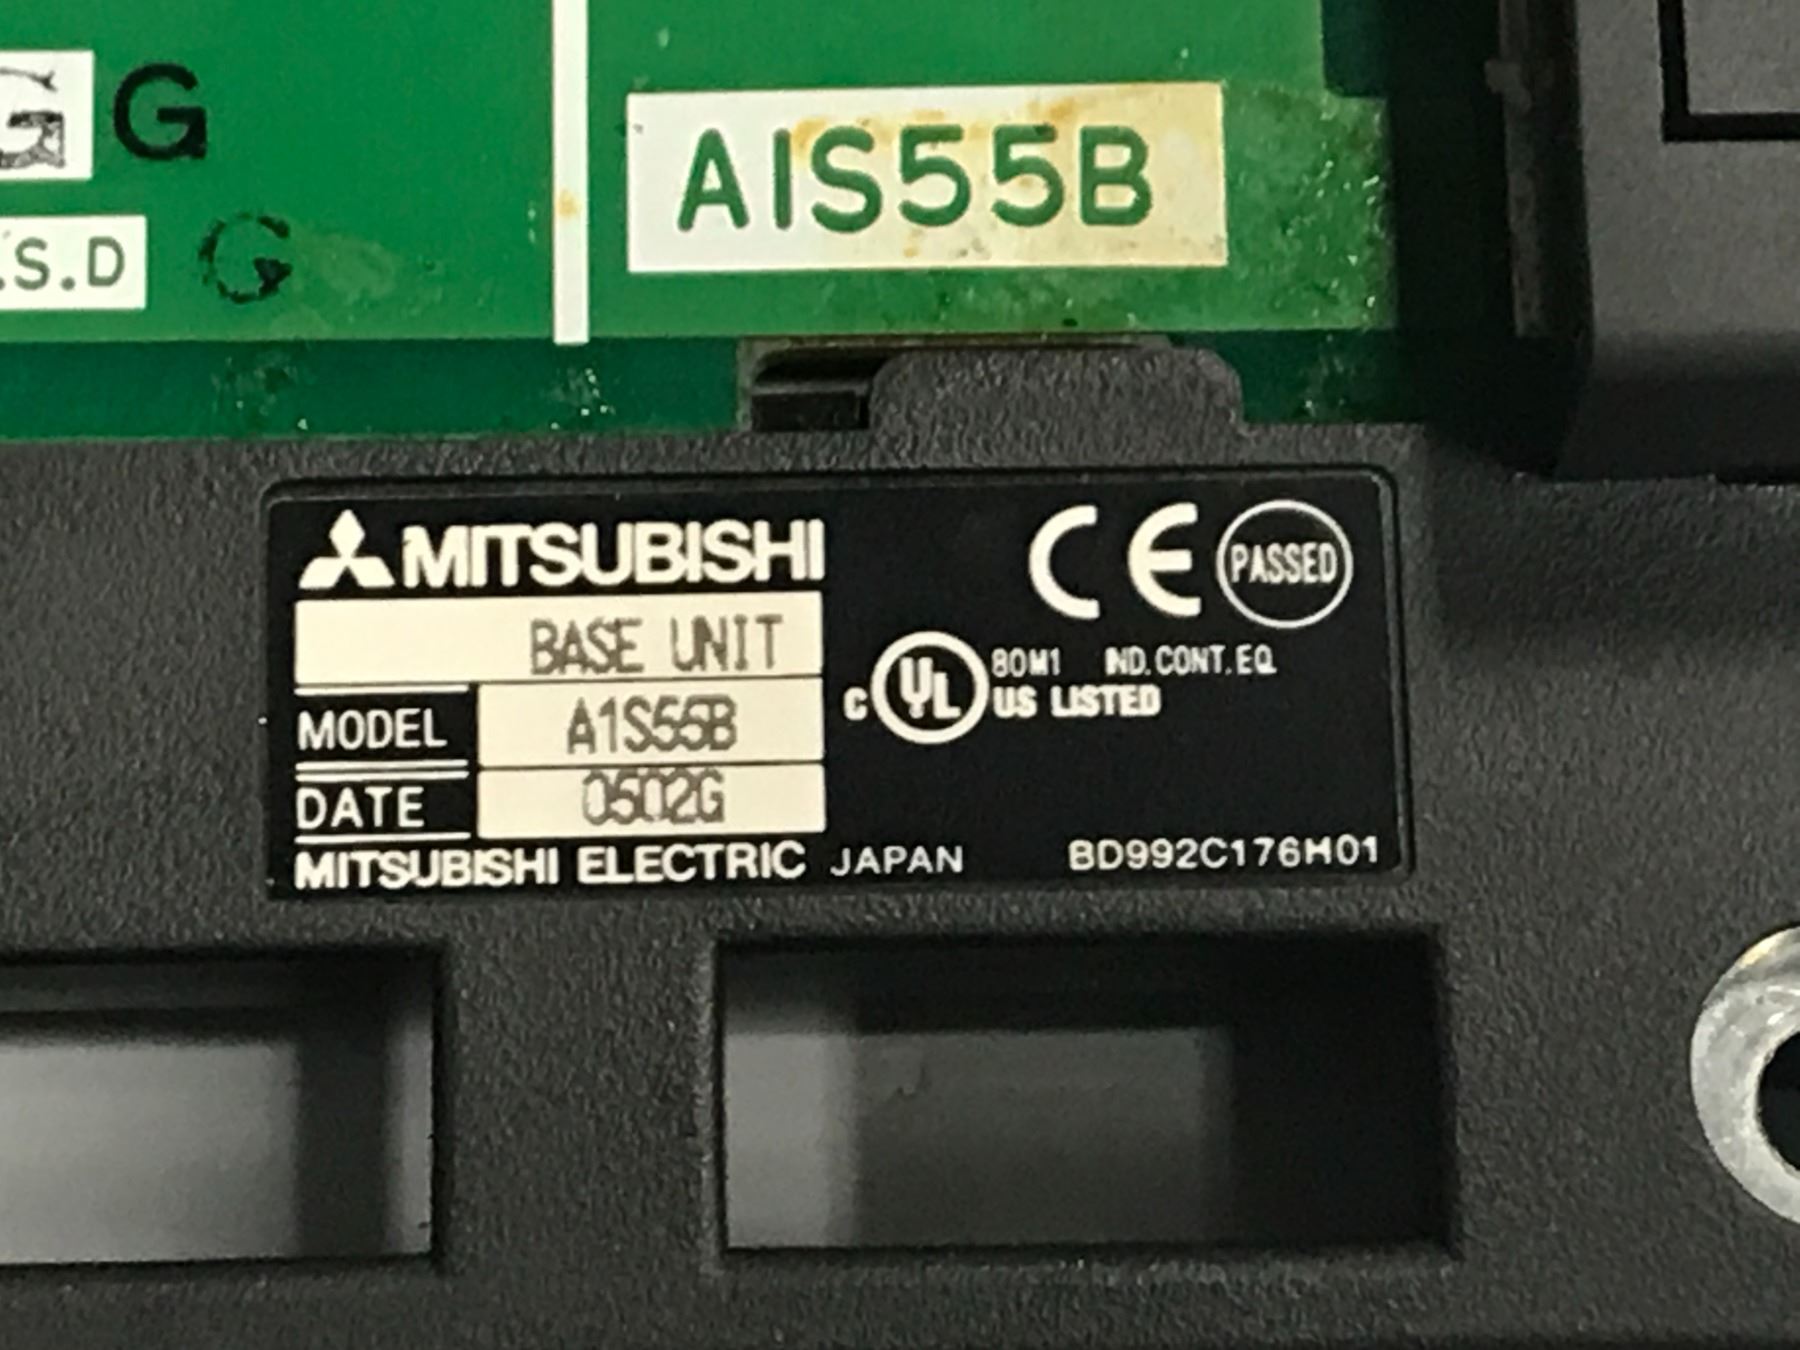 G G
A1S55B
.S.D G
MITSUBISHI
CE PASSED
BASE UNIT
80M1 IND.CONT.EQ
C UL US LISTED
MODEL A1S55B
DATE 0502G
MITSUBISHI ELECTRIC JAPAN BD992C176H01